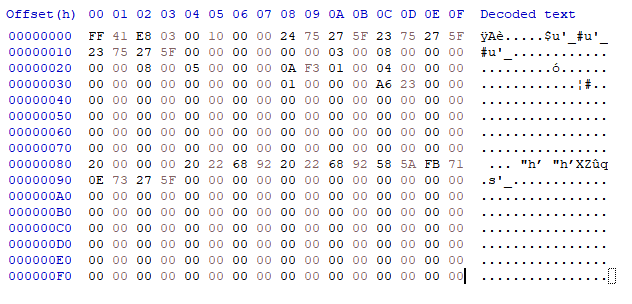 Offset(h) 00 01 02 03 04 05 06 07 08 09 0A 0B 0C 0D 0E 0F Decoded text
00000000 FF 41 E8 03 00 10 00 00 24 75 27 5F 23 75 27 5F ÿAè.....$u'_#u'_
00000010 23 75 27 5F 00 00 00 00 00 00 03 00 08 00 00 00 #u'_............
00000020 00 00 08 00 05 00 00 00 0A F3 01 00 04 00 00 00 .........ó......
00000030 00 00 00 00 00 00 00 00 01 00 00 00 A6 23 00 00 ............¦#..
00000040 00 00 00 00 00 00 00 00 00 00 00 00 00 00 00 00 ................
00000050 00 00 00 00 00 00 00 00 00 00 00 00 00 00 00 00 ................
00000060 00 00 00 00 00 00 00 00 00 00 00 00 00 00 00 00 ................
00000070 00 00 00 00 00 00 00 00 00 00 00 00 00 00 00 00 ................
00000080 20 00 00 00 20 22 68 92 20 22 68 92 58 5A FB 71 ... "h’ "h’XZûq
00000090 0E 73 27 5F 00 00 00 00 00 00 00 00 00 00 00 00 .s'_............
000000A0 00 00 00 00 00 00 00 00 00 00 00 00 00 00 00 00 ................
000000B0 00 00 00 00 00 00 00 00 00 00 00 00 00 00 00 00 ................
000000C0 00 00 00 00 00 00 00 00 00 00 00 00 00 00 00 00 ................
000000D0 00 00 00 00 00 00 00 00 00 00 00 00 00 00 00 00 ................
000000E0 00 00 00 00 00 00 00 00 00 00 00 00 00 00 00 00 ................
000000F0 00 00 00 00 00 00 00 00 00 00 00 00 00 00 00 00 ................